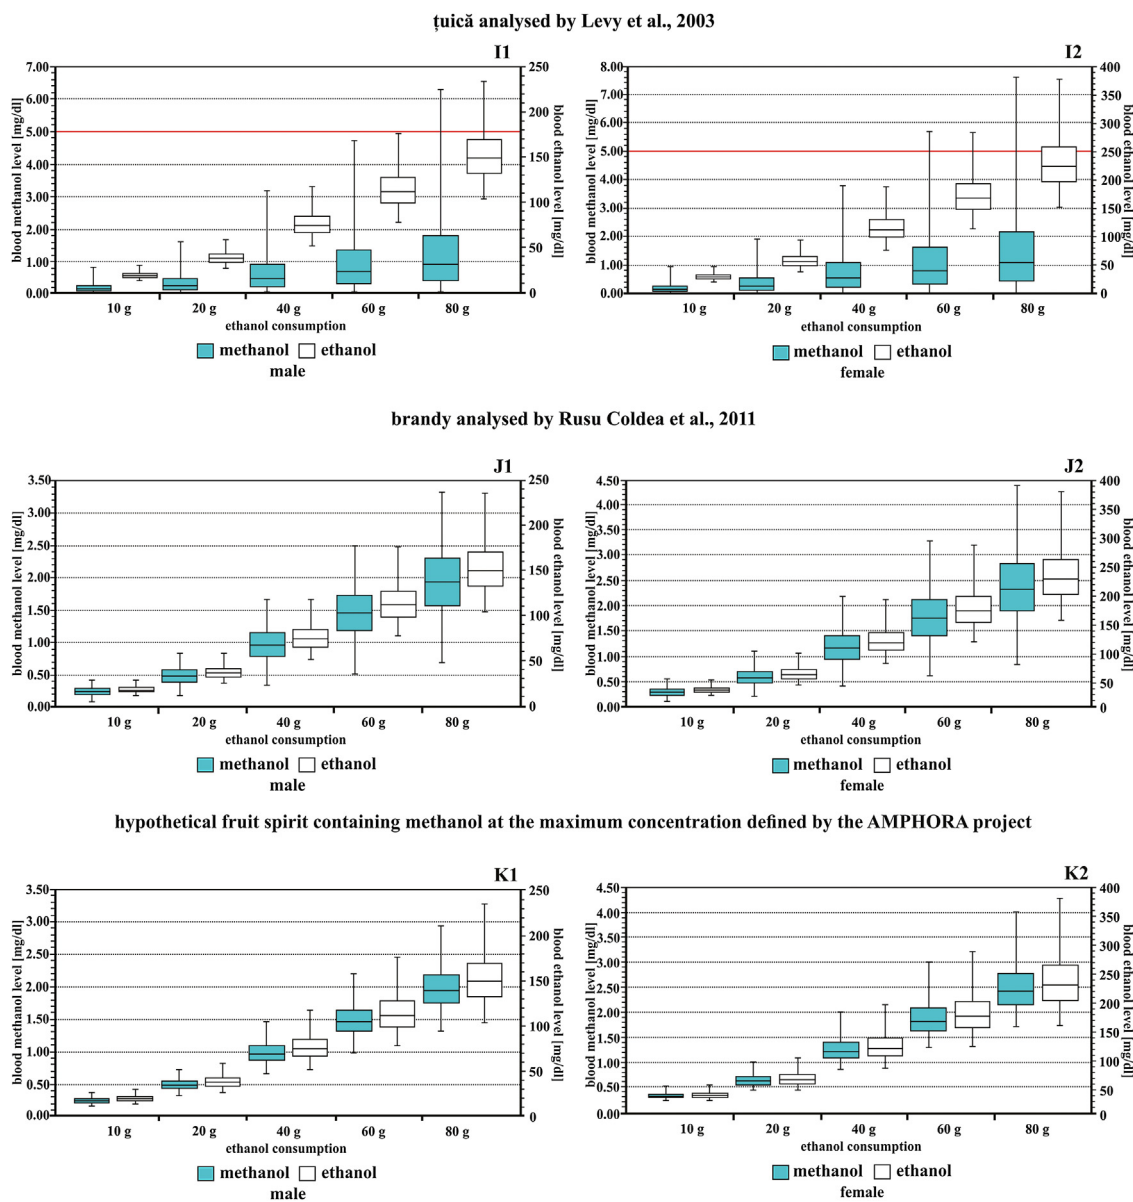 țuică analysed by Levy et al., 2003
I1
7.00
6.00
5.00
4.00
3.00
2.00
1.00
0.00
blood methanol level [mg/dl]
250
200
150
100
50
0
blood ethanol level [mg/dl]
10 g 20 g 40 g 60 g 80 g
ethanol consumption
methanol ethanol
male
I2
8.00
7.00
6.00
5.00
4.00
3.00
2.00
1.00
0.00
blood methanol level [mg/dl]
400
350
300
250
200
150
100
50
0
blood ethanol level [mg/dl]
10 g 20 g 40 g 60 g 80 g
ethanol consumption
methanol ethanol
female
brandy analysed by Rusu Coldea et al., 2011
J1
3.50
3.00
2.50
2.00
1.50
1.00
0.50
0.00
blood methanol level [mg/dl]
250
200
150
100
50
0
blood ethanol level [mg/dl]
10 g 20 g 40 g 60 g 80 g
ethanol consumption
methanol ethanol
male
J2
4.50
4.00
3.50
3.00
2.50
2.00
1.50
1.00
0.50
0.00
blood methanol level [mg/dl]
400
350
300
250
200
150
100
50
0
blood ethanol level [mg/dl]
10 g 20 g 40 g 60 g 80 g
ethanol consumption
methanol ethanol
female
hypothetical fruit spirit containing methanol at the maximum concentration defined by the AMPHORA project
K1
3.50
3.00
2.50
2.00
1.50
1.00
0.50
0.00
blood methanol level [mg/dl]
250
200
150
100
50
0
blood ethanol level [mg/dl]
10 g 20 g 40 g 60 g 80 g
ethanol consumption
methanol ethanol
male
K2
4.50
4.00
3.50
3.00
2.50
2.00
1.50
1.00
0.50
0.00
blood methanol level [mg/dl]
400
350
300
250
200
150
100
50
0
blood ethanol level [mg/dl]
10 g 20 g 40 g 60 g 80 g
ethanol consumption
methanol ethanol
female